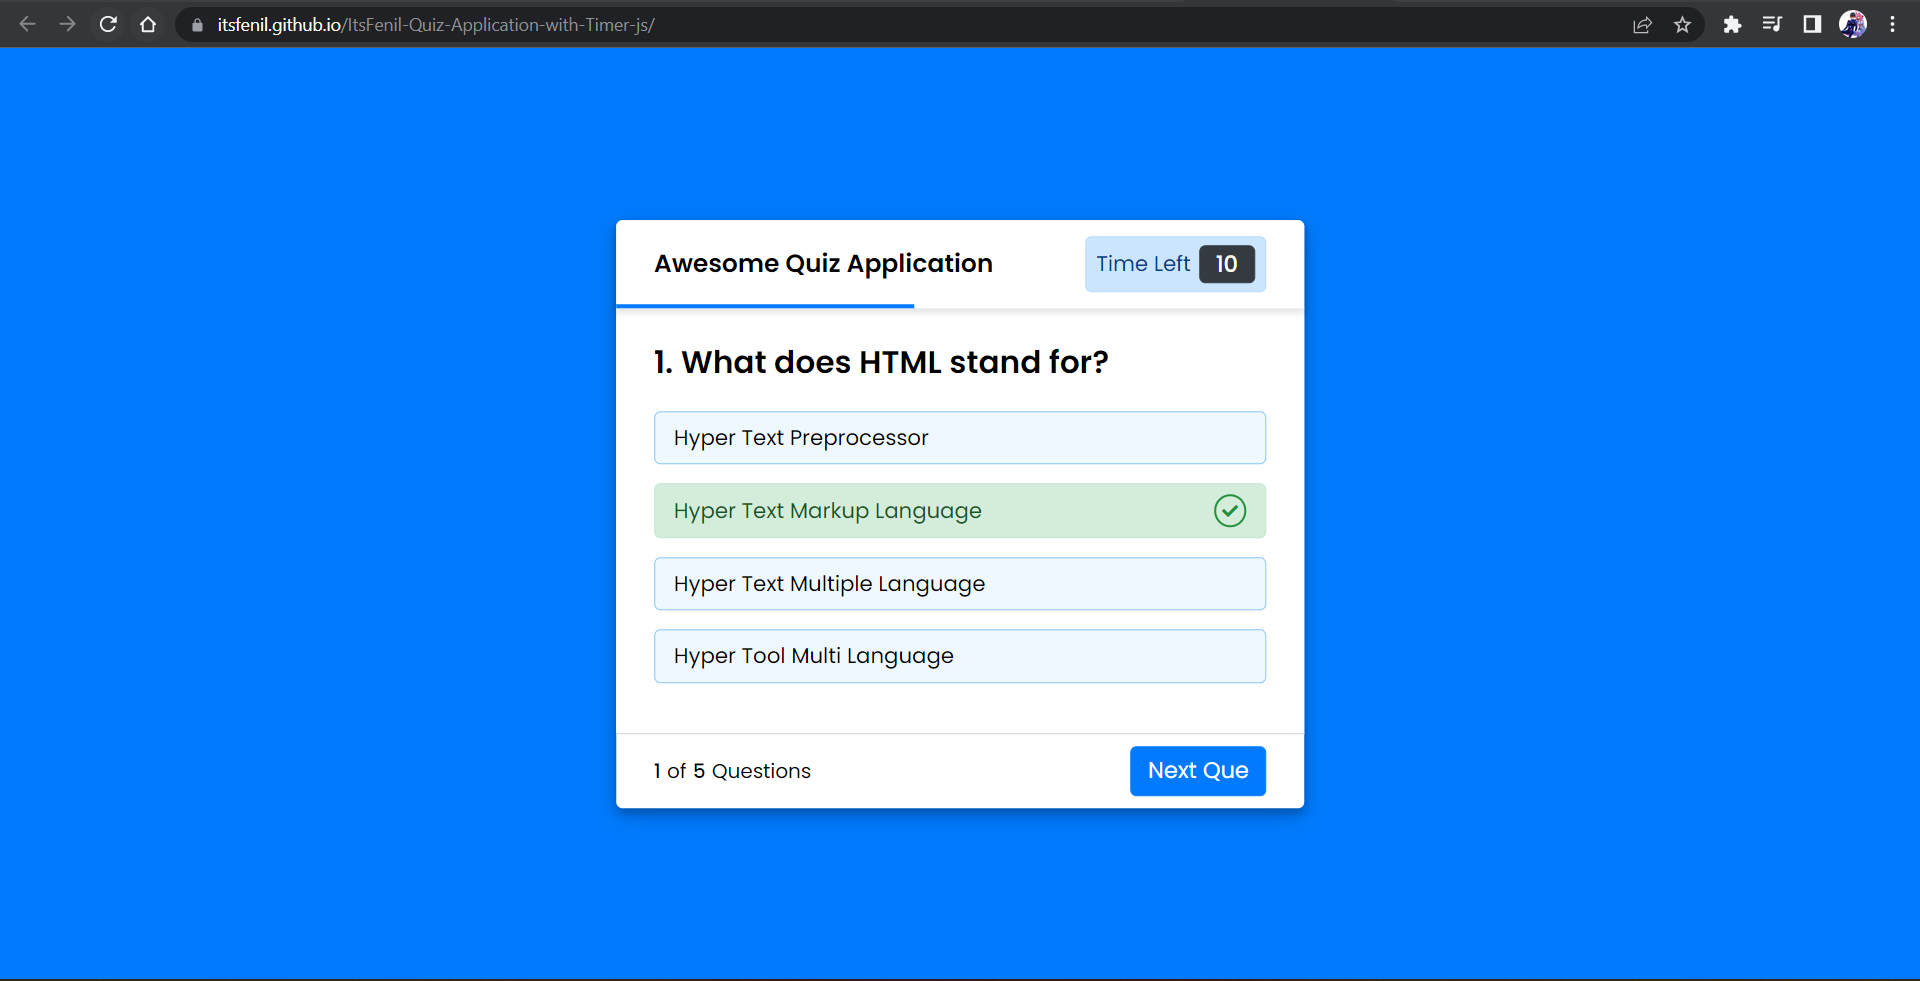 itsfenil.github.io/ItsFenil-Quiz-Application-with-Timer-js/
Awesome Quiz Application
Time Left 10
1. What does HTML stand for?
Hyper Text Preprocessor
Hyper Text Markup Language
Hyper Text Multiple Language
Hyper Tool Multi Language
1 of 5 Questions
Next Que